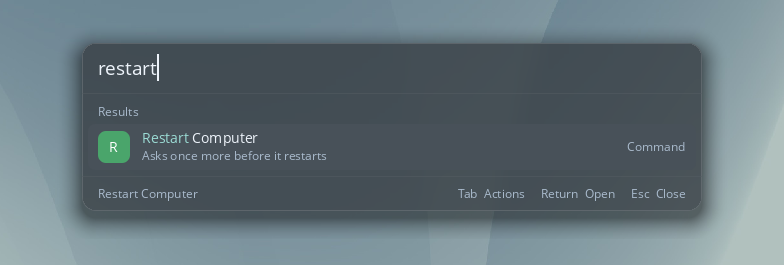 restart
Results
R
Restart Computer
Asks once more before it restarts
Command
Restart Computer
Tab Actions Return Open Esc Close